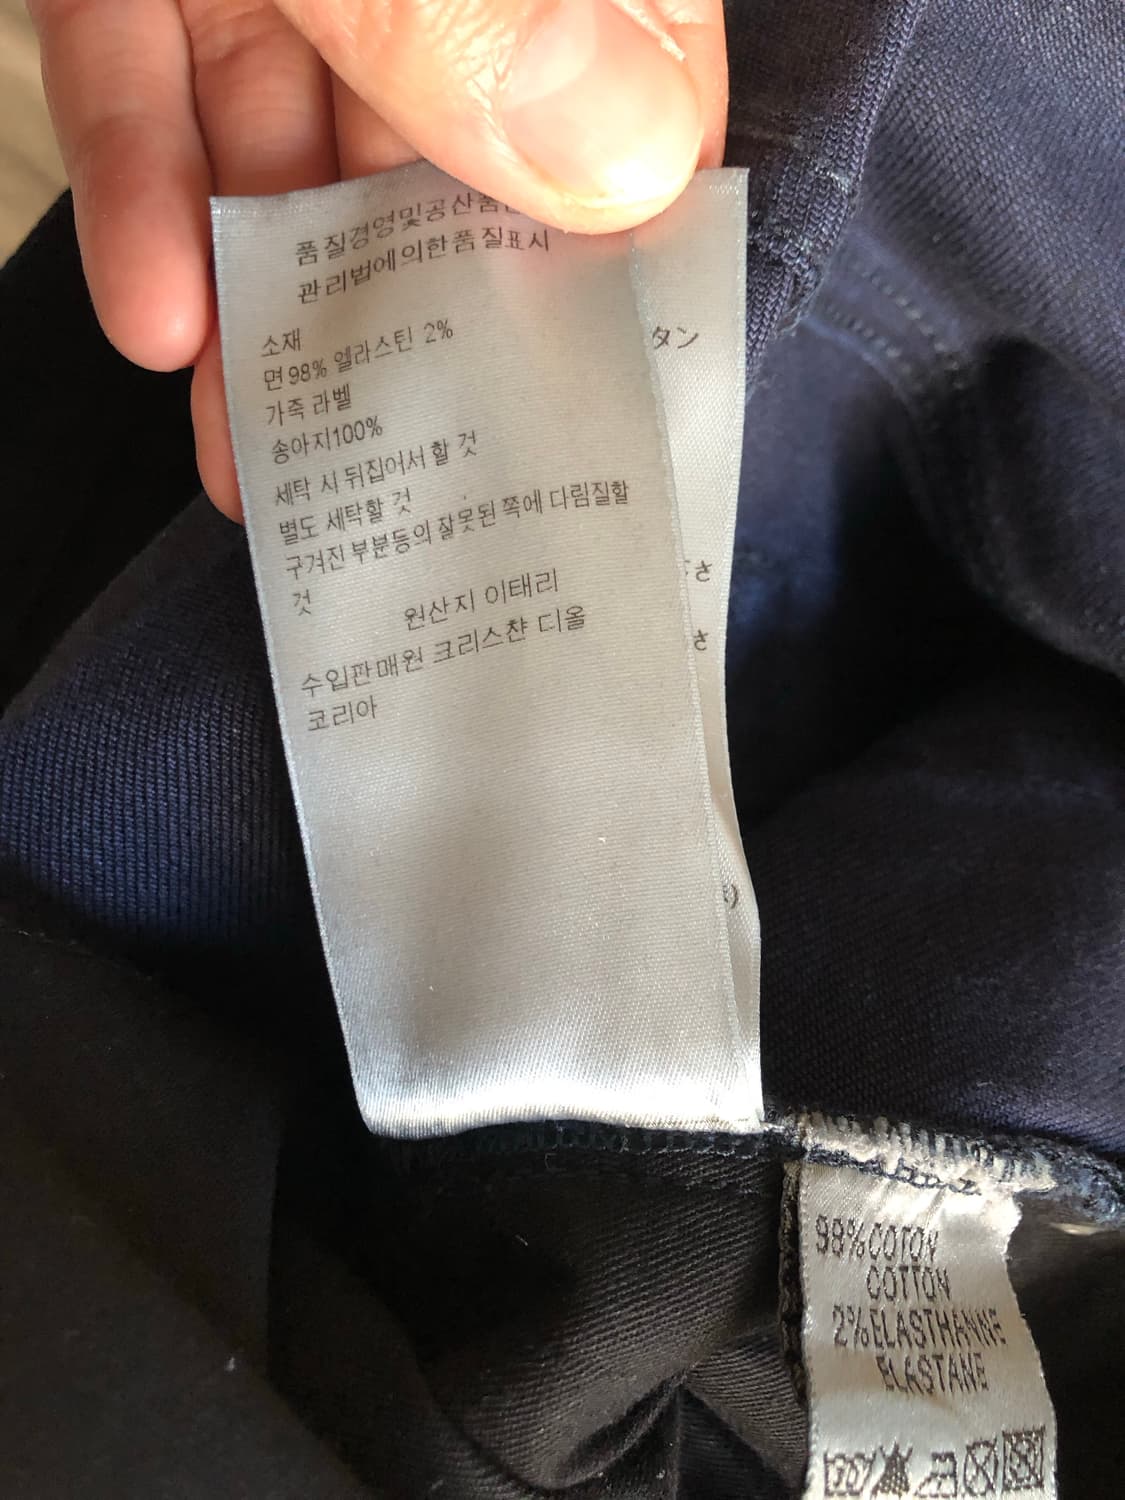 품질경영및공산품
관리법에의한품질표시
소재
면98% 엘라스틴 2%
가죽 라벨
송아지100%
세탁 시 뒤집어서 할 것
별도 세탁할 것
구겨진 부분등의 잘못된 쪽에 다림질할
것
원산지 이태리
수입판매원 크리스챤 디올
코리아
タン
さ
さ
98%COTON
COTTON
2%ELASTHANNE
ELASTANE